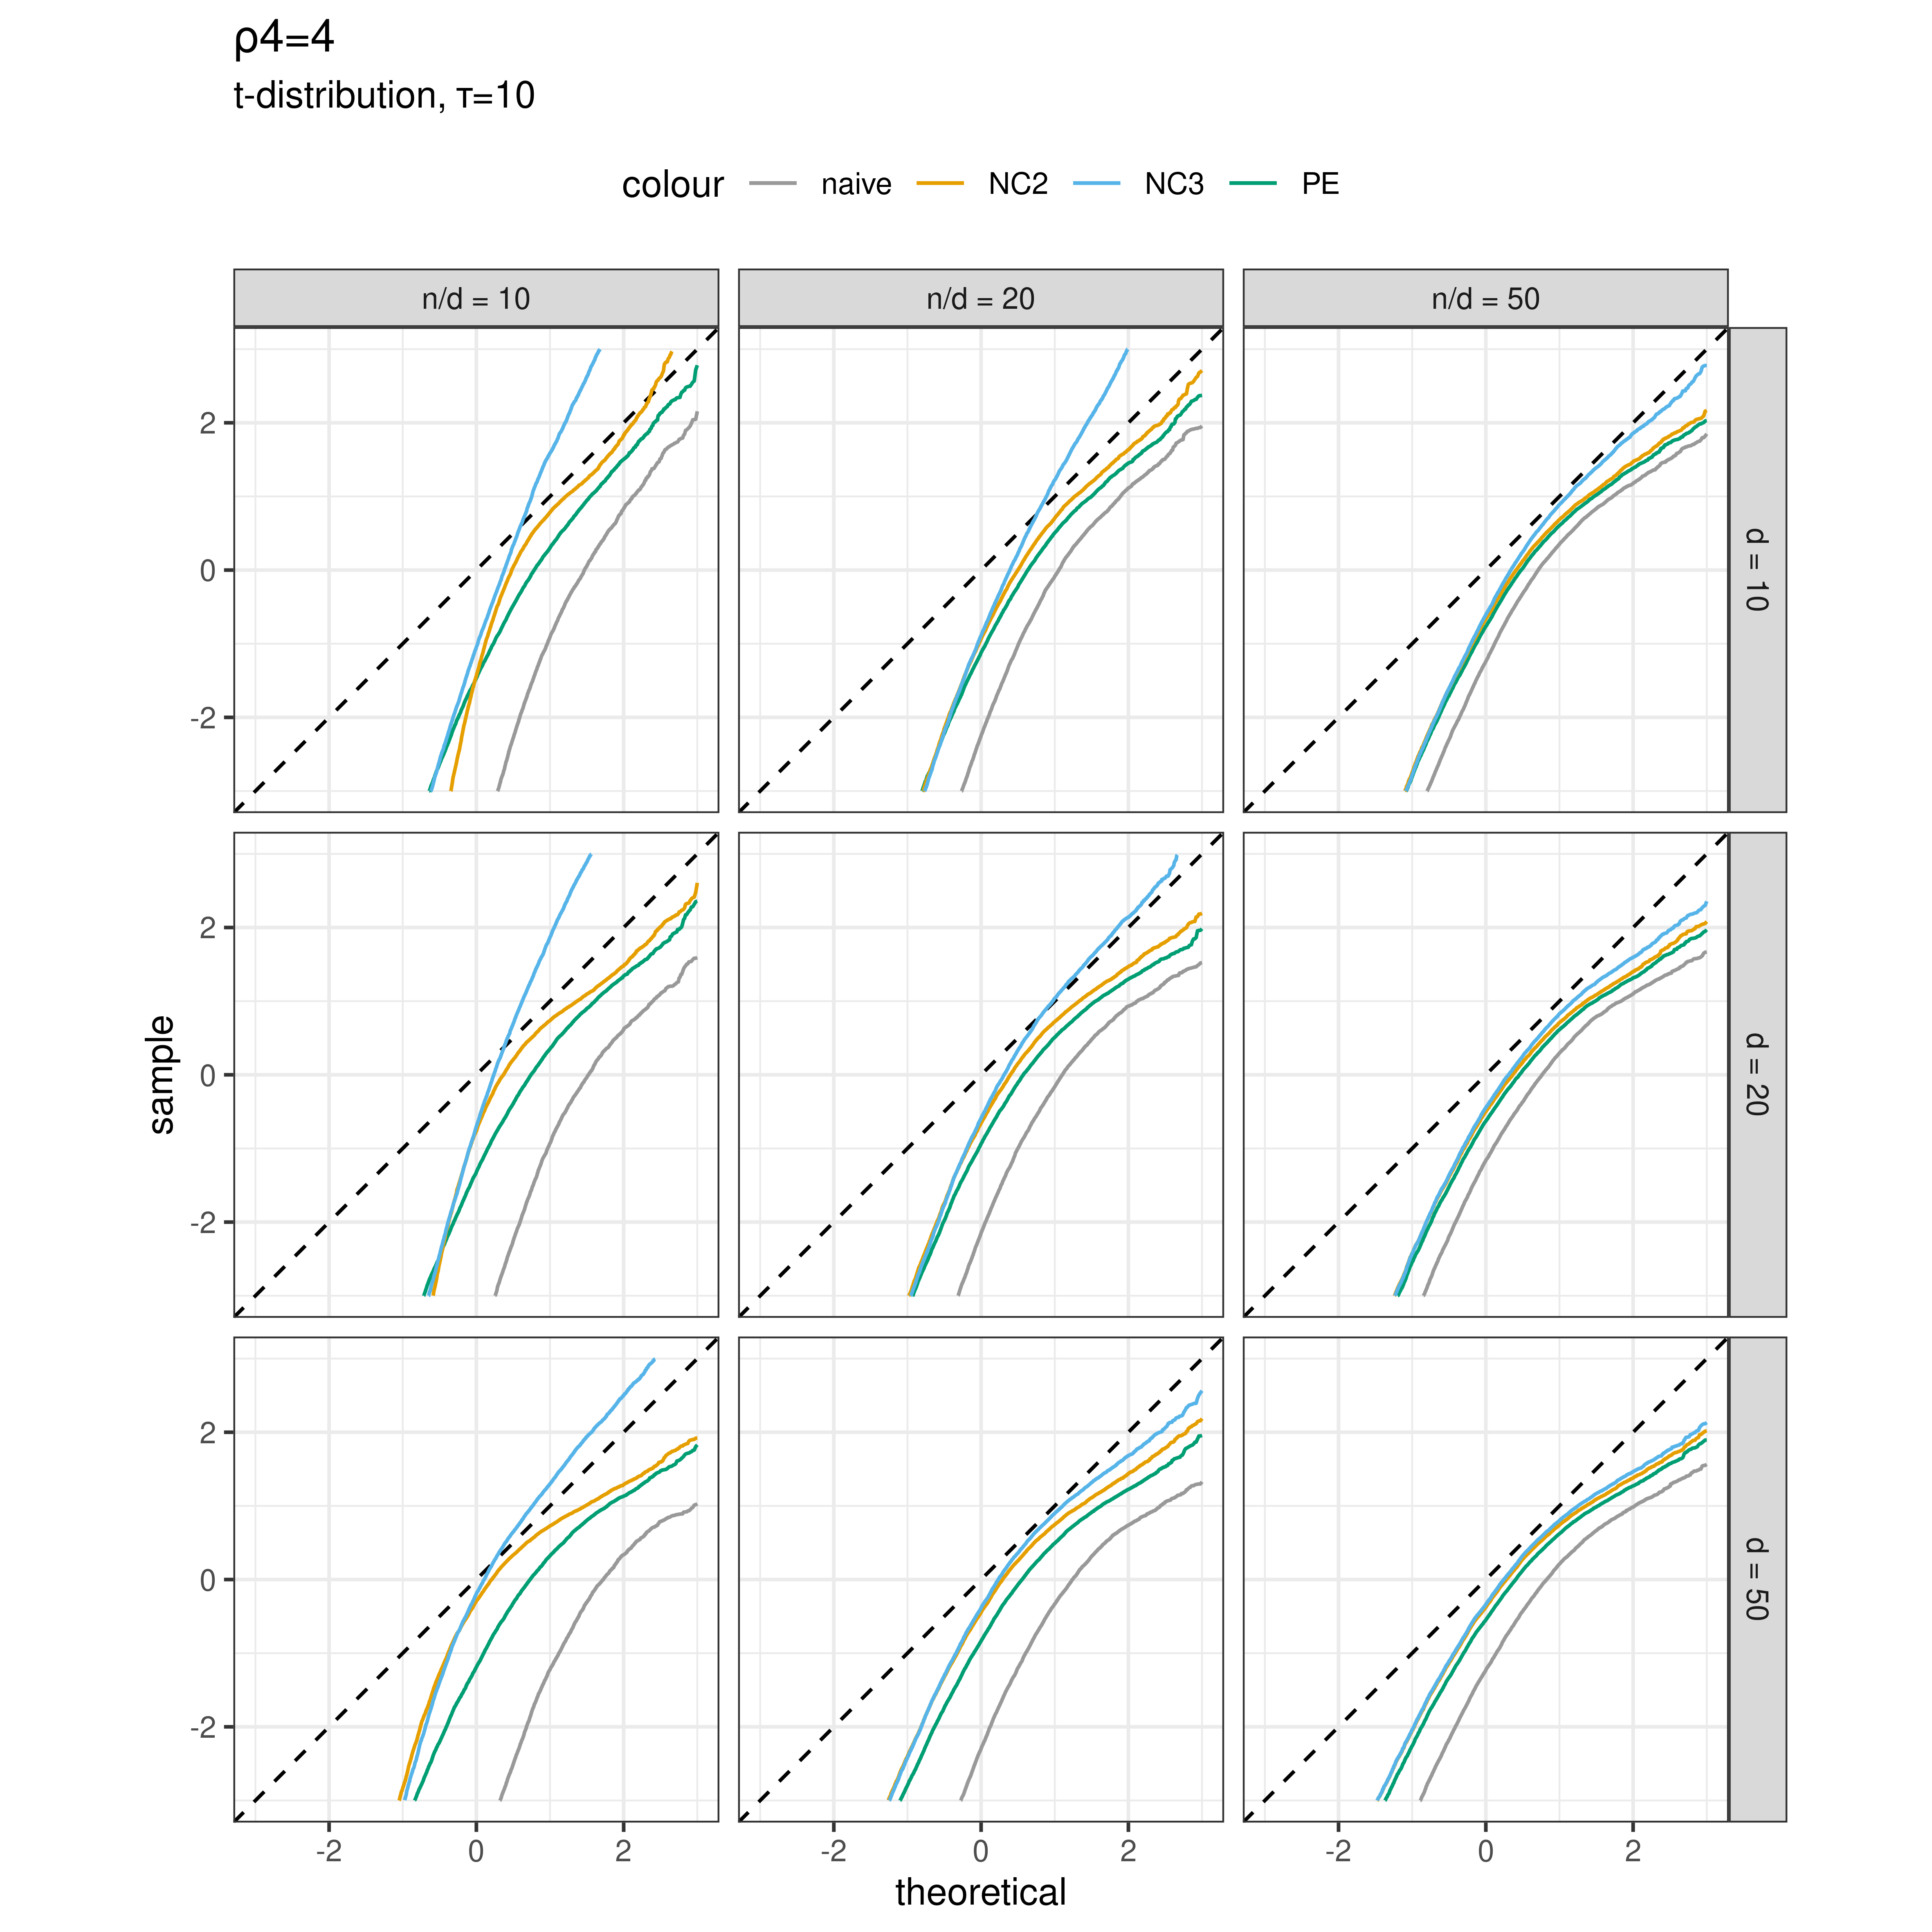 ρ4=4
t-distribution, τ=10
colour naive NC2 NC3 PE
n/d = 10 n/d = 20 n/d = 50
2
0
-2
d = 10
2
0
-2
d = 20
sample
2
0
-2
d = 50
-2 0 2 -2 0 2 -2 0 2
theoretical